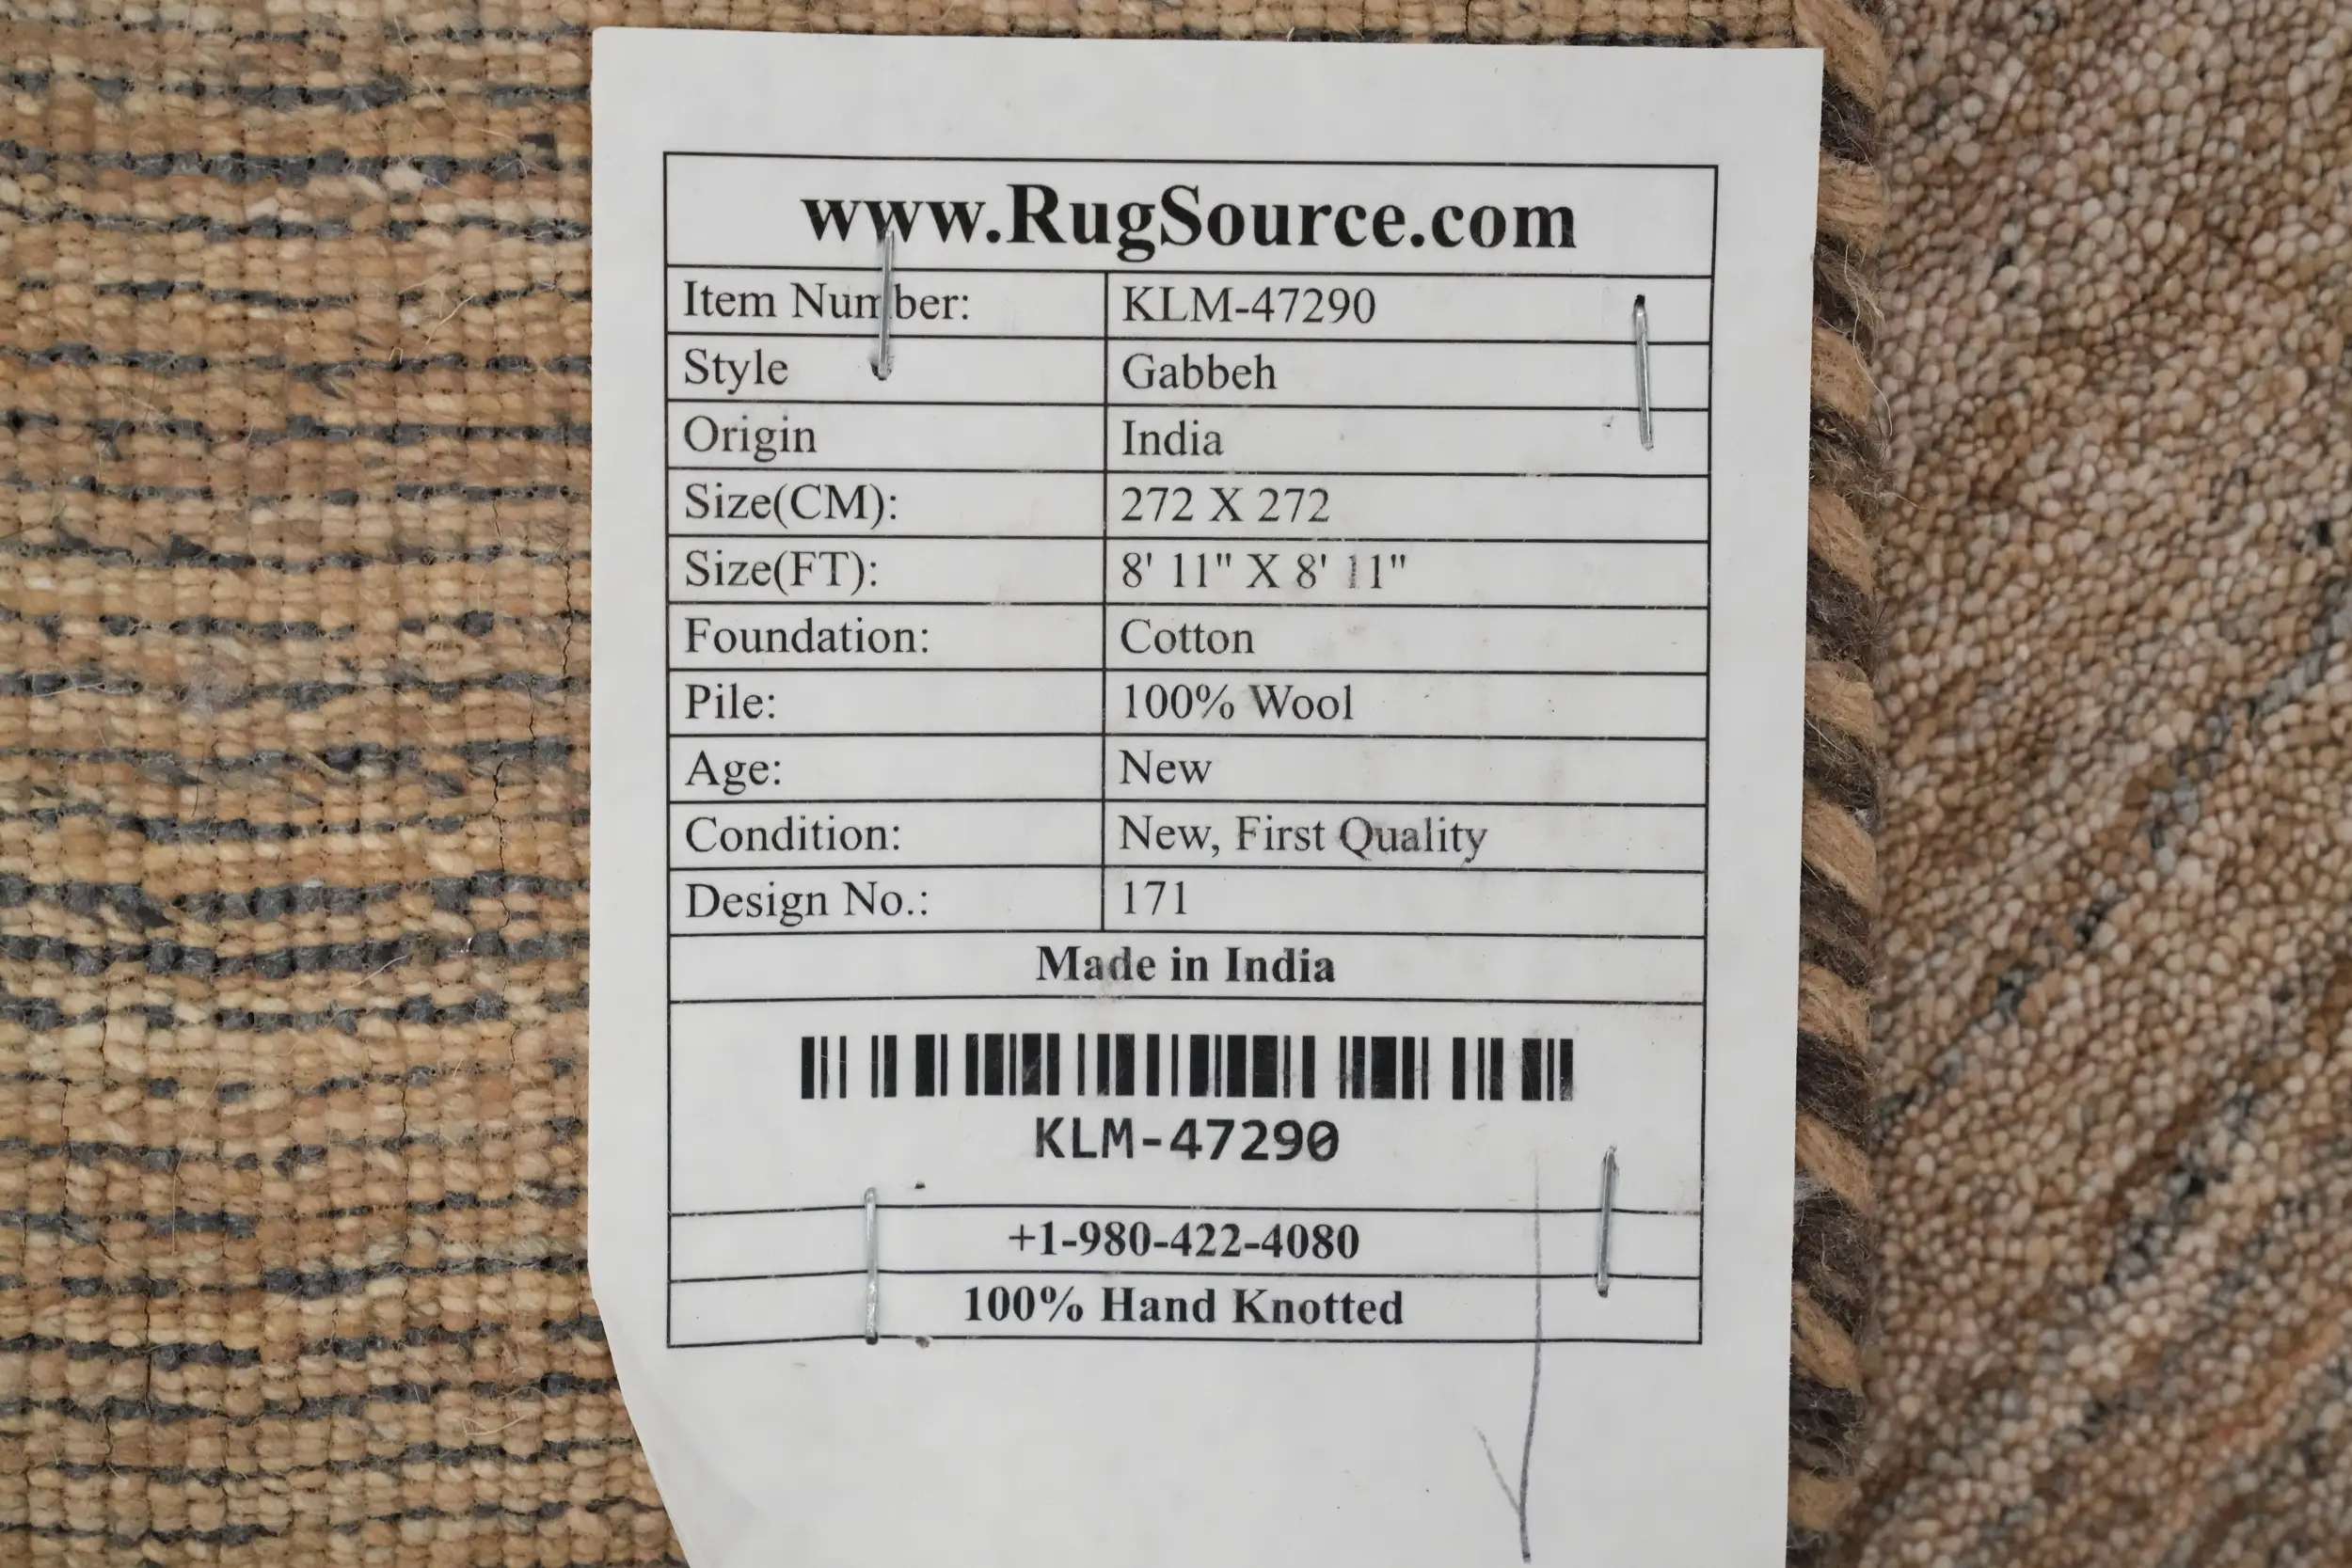 www.RugSource.com
Item Number: KLM-47290
Style Gabbeh
Origin India
Size(CM): 272 X 272
Size(FT): 8' 11" X 8' 11"
Foundation: Cotton
Pile: 100% Wool
Age: New
Condition: New, First Quality
Design No.: 171
Made in India
KLM-47290
+1-980-422-4080
100% Hand Knotted